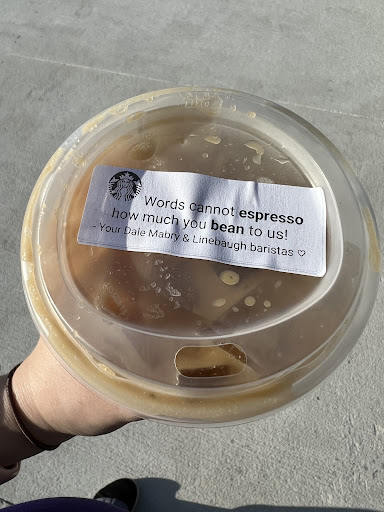 Words cannot espresso
how much you bean to us!
- Your Dale Mabry & Linebaugh baristas ♡